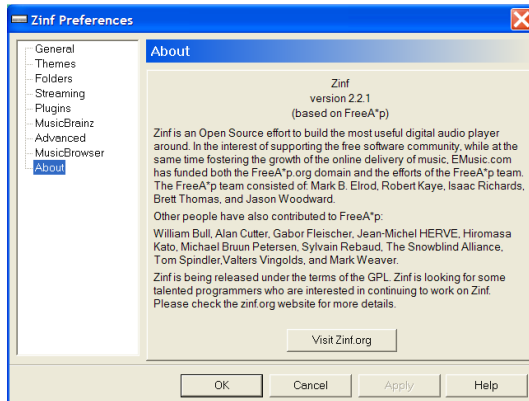 Zinf Preferences
General
Themes
Folders
Streaming
Plugins
MusicBrainz
Advanced
MusicBrowser
About
About
Zinf
version 2.2.1
(based on FreeA*p)
Zinf is an Open Source effort to build the most useful digital audio player
around. In the interest of supporting the free software community, while at the
same time fostering the growth of the online delivery of music, EMusic.com
has funded both the FreeA*p.org domain and the efforts of the FreeA*p team.
The FreeA*p team consisted of: Mark B. Elrod, Robert Kaye, Isaac Richards,
Brett Thomas, and Jason Woodward.
Other people have also contributed to FreeA*p:
William Bull, Alan Cutter, Gabor Fleischer, Jean-Michel HERVE, Hiromasa
Kato, Michael Bruun Petersen, Sylvain Rebaud, The Snowblind Alliance,
Tom Spindler,Valters Vingolds, and Mark Weaver.
Zinf is being released under the terms of the GPL. Zinf is looking for some
talented programmers who are interested in continuing to work on Zinf.
Please check the zinf.org website for more details.
Visit Zinf.org
OK Cancel Apply Help